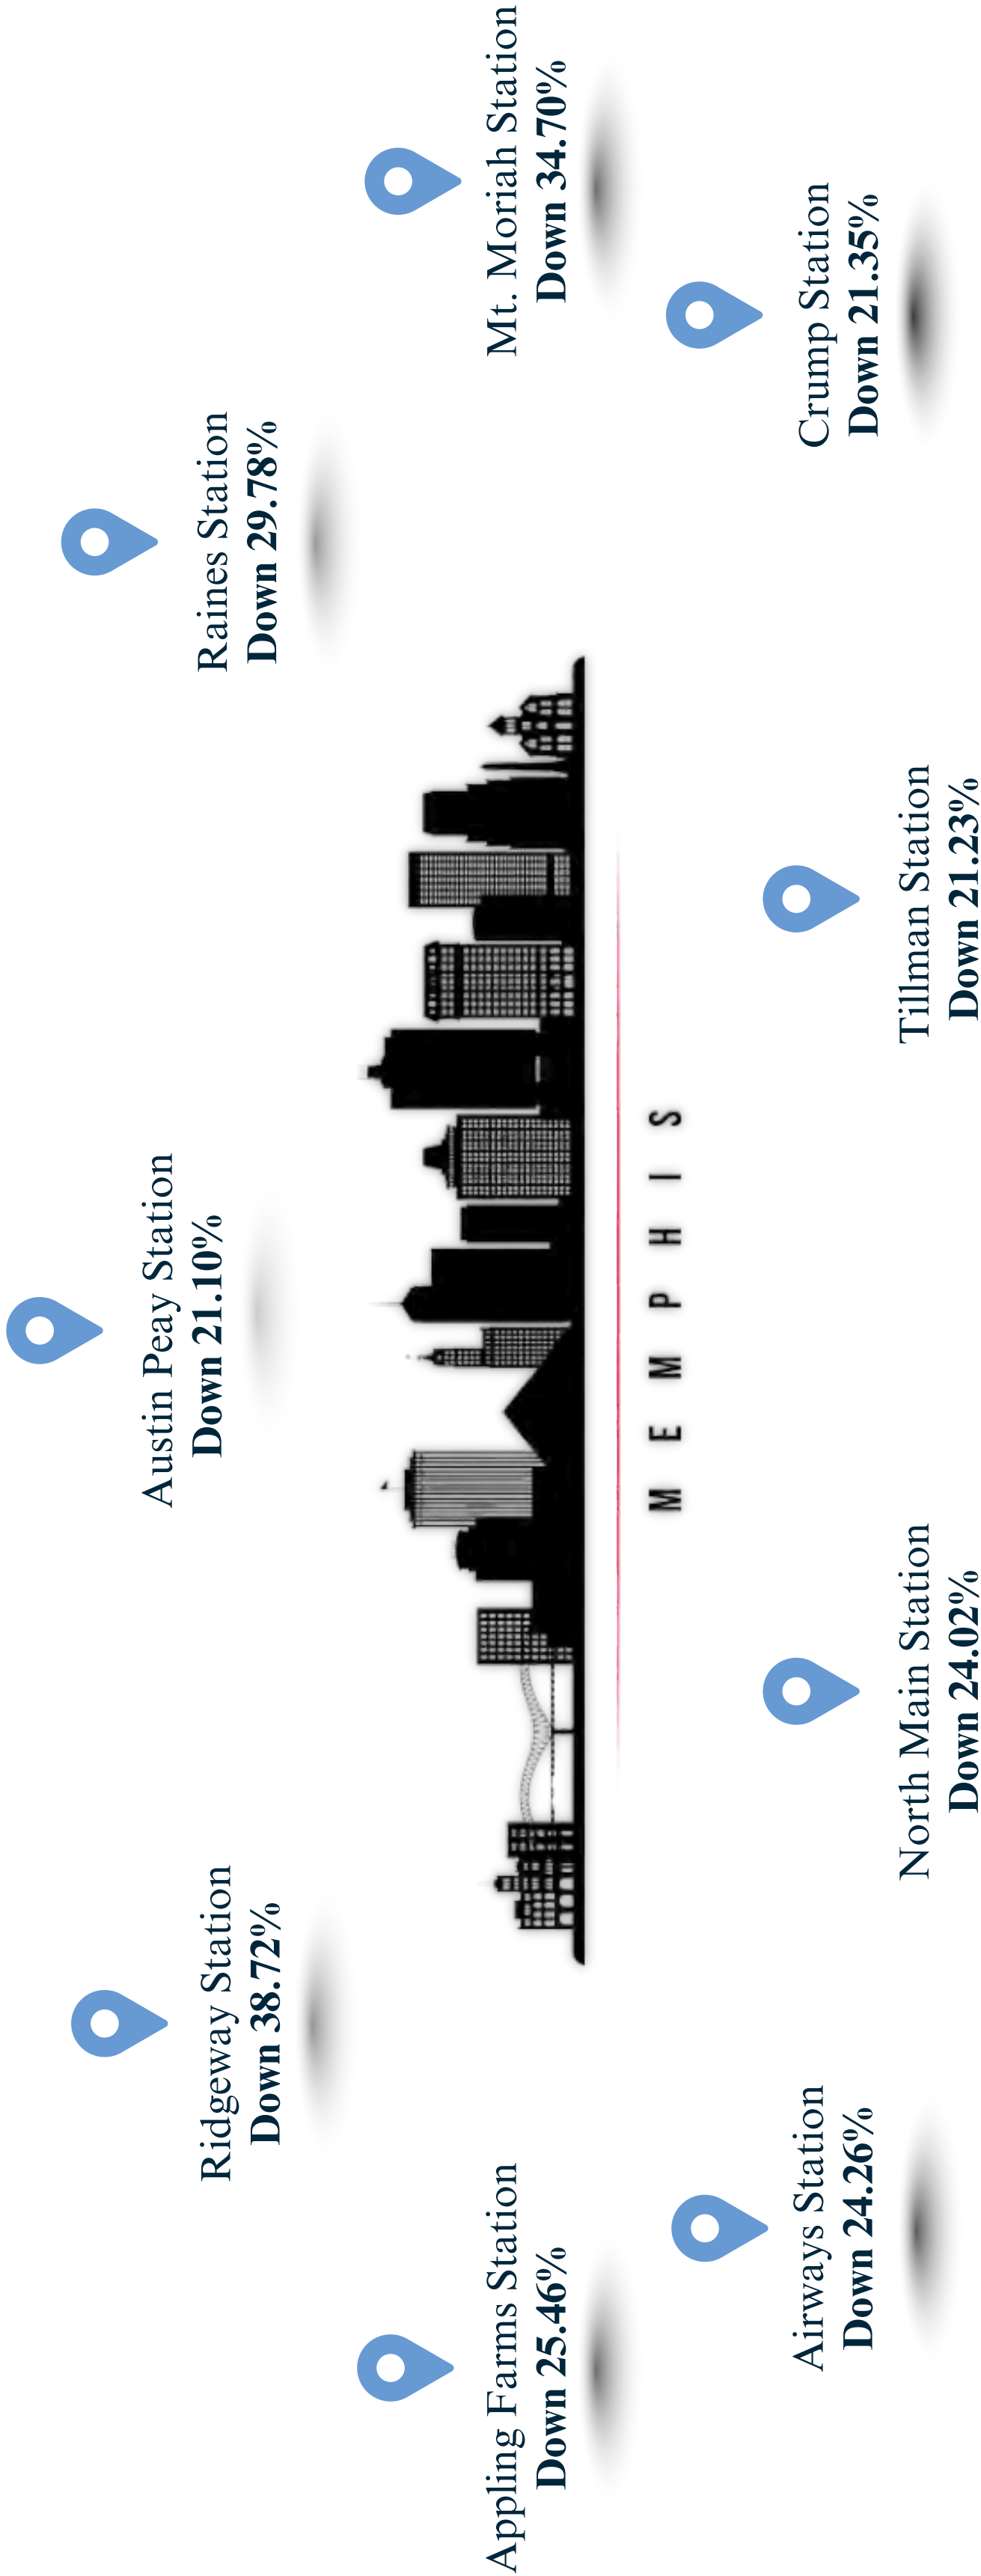 Austin Peay Station
Down 21.10%
Ridgeway Station
Down 38.72%
Raines Station
Down 29.78%
Appling Farms Station
Down 25.46%
Mt. Moriah Station
Down 34.70%
MEMPHIS
Airways Station
Down 24.26%
Crump Station
Down 21.35%
North Main Station
Down 24.02%
Tillman Station
Down 21.23%